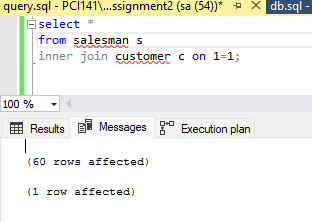 query.sql - PCI141\...ssignment2 (sa (54))* db.sql -
select *
from salesman s
inner join customer c on 1=1;
100 %
Results Messages Execution plan
(60 rows affected)
(1 row affected)